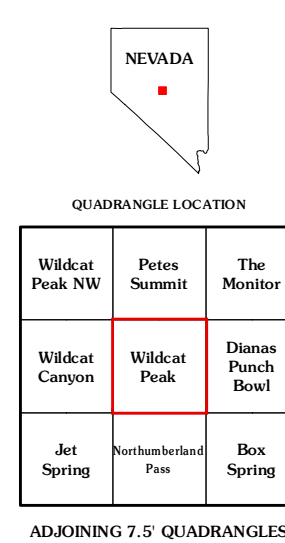 NEVADA
QUADRANGLE LOCATION
Wildcat
Peak NW
Petes
Summit
The
Monitor
Wildcat
Canyon
Wildcat
Peak
Dianas
Punch
Bowl
Jet
Spring
Northumberland
Pass
Box
Spring
ADJOINING 7.5' QUADRANGLES